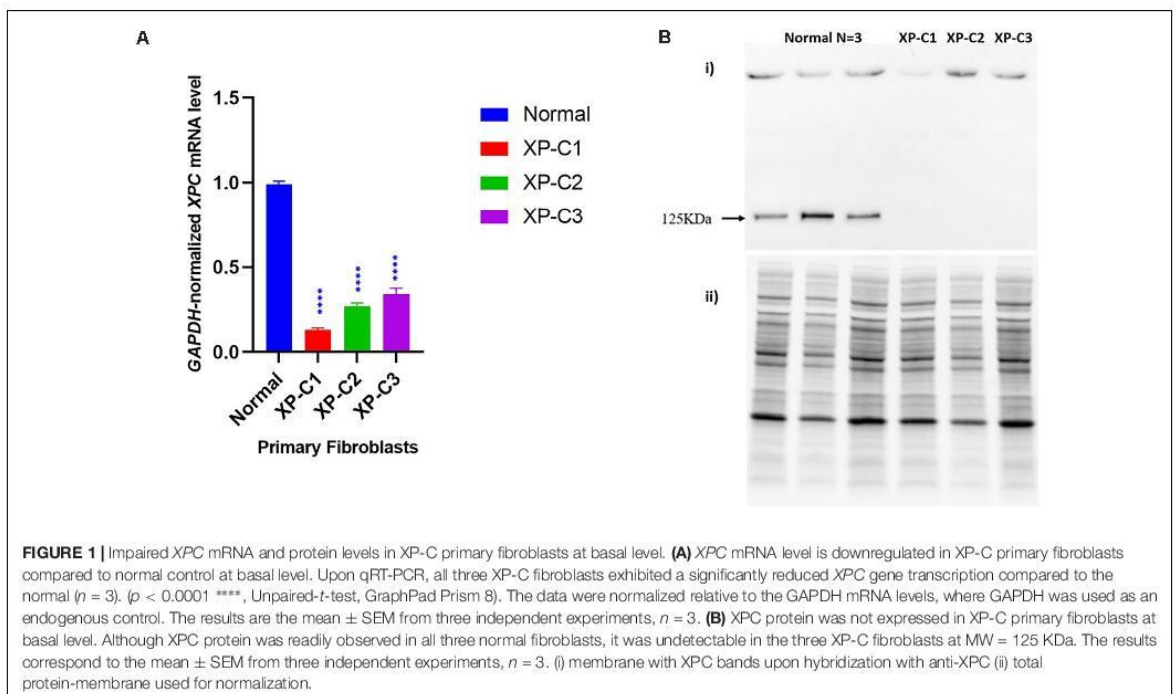 A
GAPDH-normalized XPC mRNA level
1.5
1.0
0.5
0.0
****
****
****
Normal
XP-C1
XP-C2
XP-C3
Primary Fibroblasts
Normal
XP-C1
XP-C2
XP-C3
B
Normal N=3 XP-C1 XP-C2 XP-C3
i)
125KDa
ii)
FIGURE 1 | Impaired XPC mRNA and protein levels in XP-C primary fibroblasts at basal level. (A) XPC mRNA level is downregulated in XP-C primary fibroblasts
compared to normal control at basal level. Upon qRT-PCR, all three XP-C fibroblasts exhibited a significantly reduced XPC gene transcription compared to the
normal (n = 3). (p < 0.0001 ****, Unpaired-t-test, GraphPad Prism 8). The data were normalized relative to the GAPDH mRNA levels, where GAPDH was used as an
endogenous control. The results are the mean ± SEM from three independent experiments, n = 3. (B) XPC protein was not expressed in XP-C primary fibroblasts at
basal level. Although XPC protein was readily observed in all three normal fibroblasts, it was undetectable in the three XP-C fibroblasts at MW = 125 KDa. The results
correspond to the mean ± SEM from three independent experiments, n = 3. (i) membrane with XPC bands upon hybridization with anti-XPC (ii) total
protein-membrane used for normalization.